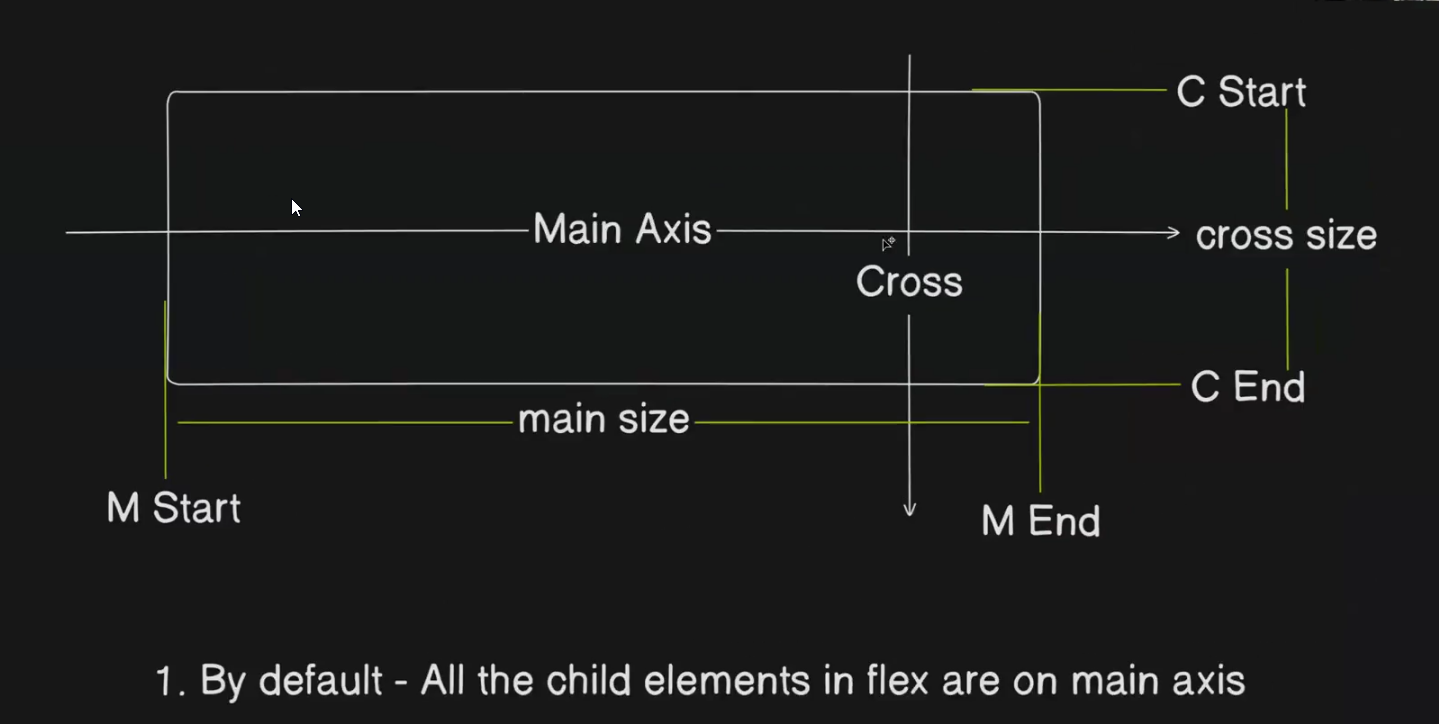 C Start
Main Axis
cross size
Cross
C End
main size
M Start
M End
1. By default - All the child elements in flex are on main axis